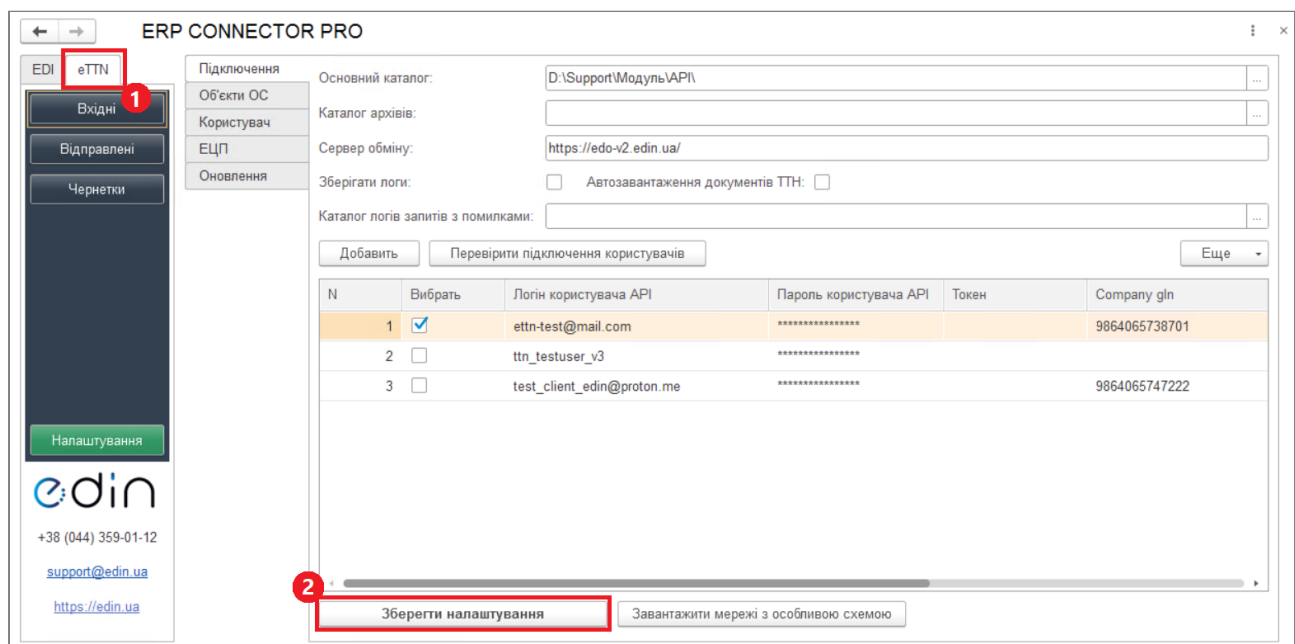 ERP CONNECTOR PRO
EDI eTTN
1
Вхідні
Відправлені
Чернетки
Налаштування
edin
+38 (044) 359-01-12
support@edin.ua
https://edin.ua
Підключення
Об'єкти ОС
Користувач
ЕЦП
Оновлення
Основний каталог: D:\Support\Модуль\API\ ...
Каталог архівів: ...
Сервер обміну: https://edo-v2.edin.ua/
Зберігати логи: Автозавантаження документів ТТН:
Каталог логів запитів з помилками: ...
Добавить Перевірити підключення користувачів Еще
N Вибрать Логін користувача API Пароль користувача API Токен Company gln
1 ettn-test@mail.com **************** 9864065738701
2 ttn_testuser_v3 ****************
3 test_client_edin@proton.me **************** 9864065747222
2
Зберегти налаштування Завантажити мережі з особливою схемою